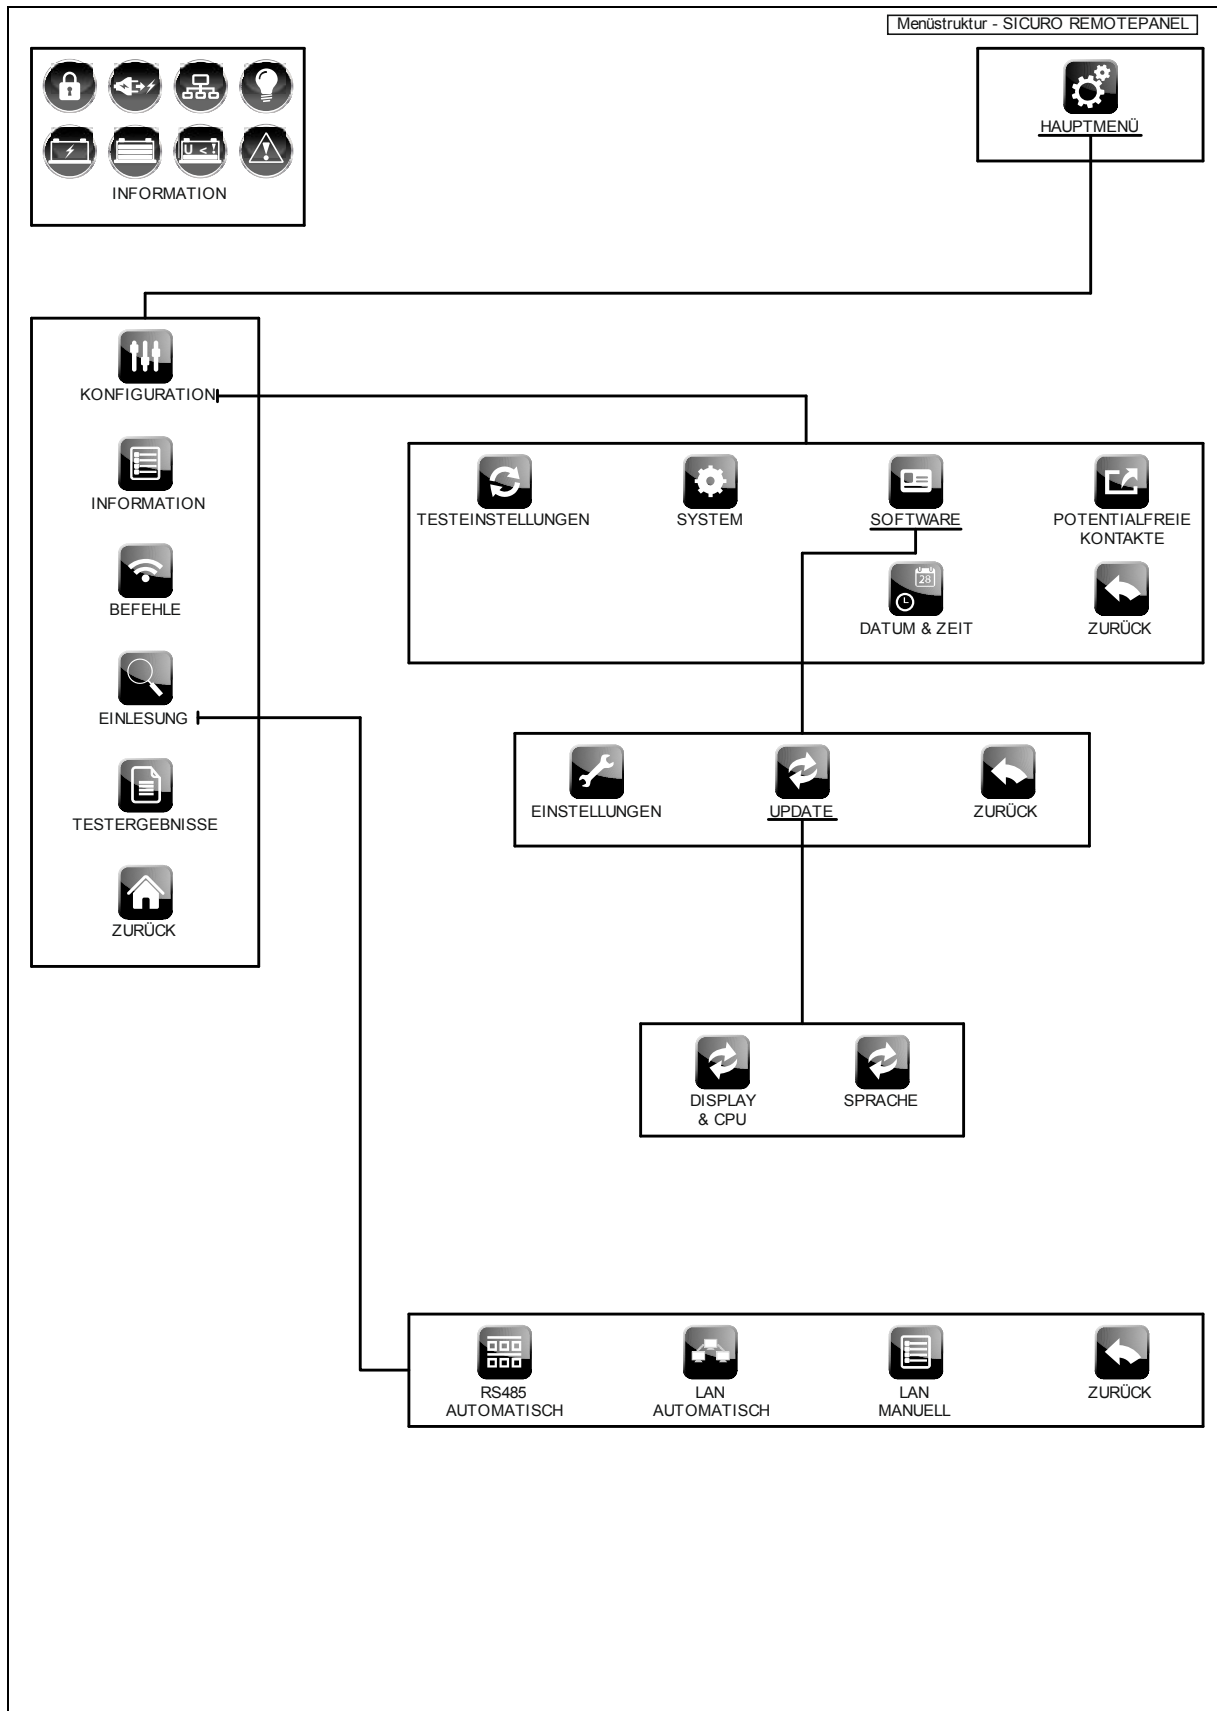 Menüstruktur - SICURO REMOTEPANEL
U < !
INFORMATION
HAUPTMENÜ
KONFIGURATION
INFORMATION
BEFEHLE
EINLESUNG
TESTERGEBNISSE
ZURÜCK
TESTEINSTELLUNGEN
SYSTEM
SOFTWARE
POTENTIALFREIE
KONTAKTE
28
DATUM & ZEIT
ZURÜCK
EINSTELLUNGEN
UPDATE
ZURÜCK
DISPLAY
& CPU
SPRACHE
RS485
AUTOMATISCH
LAN
AUTOMATISCH
LAN
MANUELL
ZURÜCK